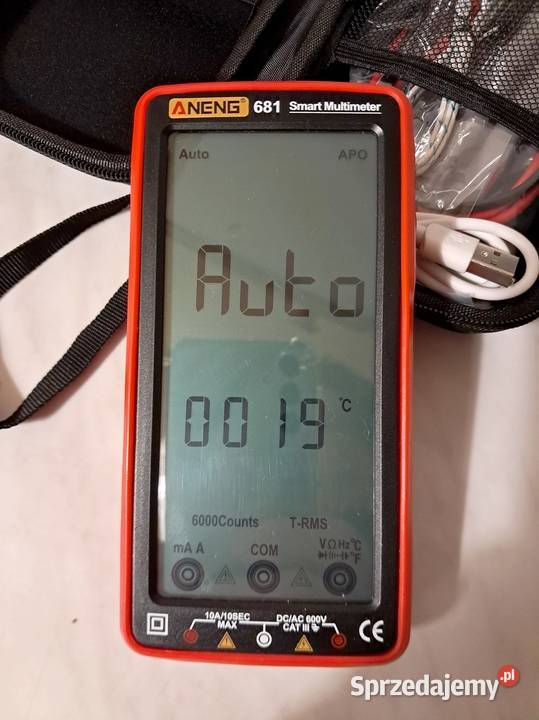 ANENG® 681 Smart Multimeter
Auto APO
Auto
0019 °C
6000Counts T-RMS
mA A COM VΩHz°C
°F
10A/10SEC MAX DC/AC 600V CAT III
CE
Sprzedajemy.pl